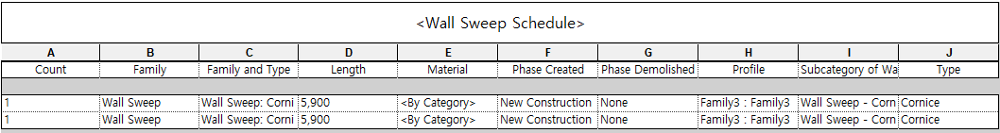 <Wall Sweep Schedule>
A B C D E F G H I J
Count Family Family and Type Length Material Phase Created Phase Demolished Profile Subcategory of Wa Type
1 Wall Sweep Wall Sweep: Corni 5,900 <By Category> New Construction None Family3 : Family3 Wall Sweep - Corn Cornice
1 Wall Sweep Wall Sweep: Corni 5,900 <By Category> New Construction None Family3 : Family3 Wall Sweep - Corn Cornice